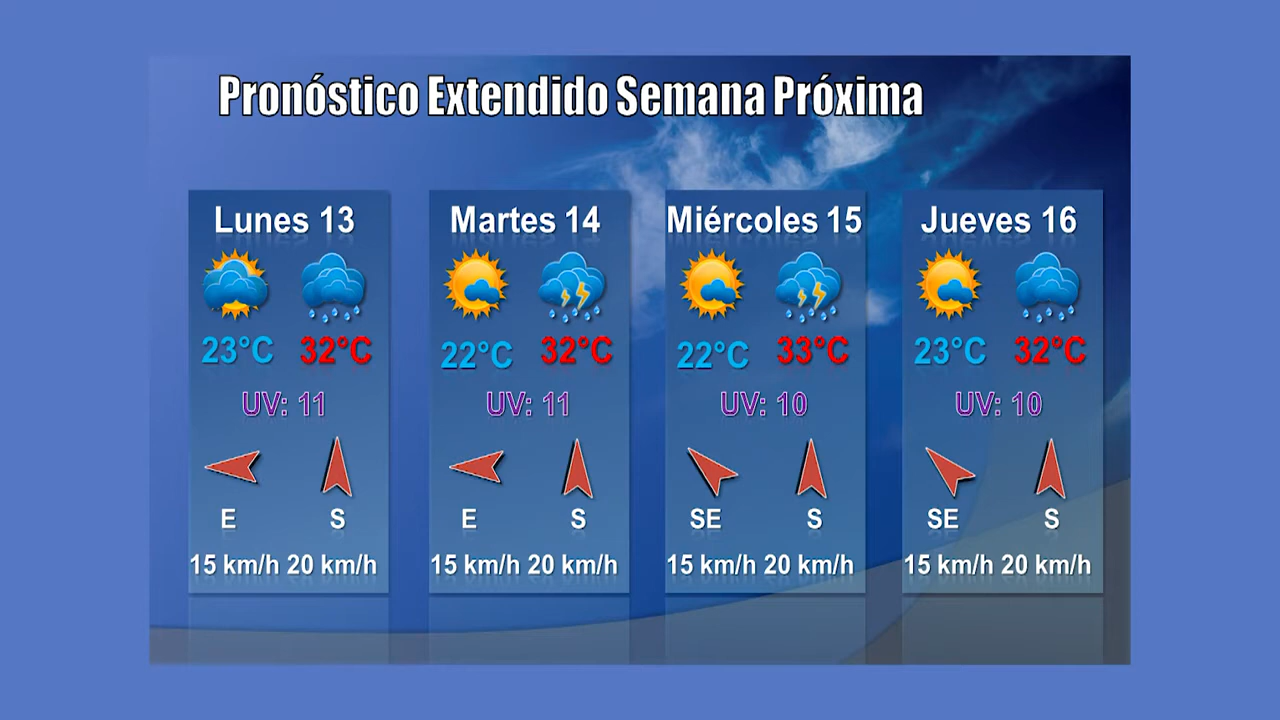 Pronóstico Extendido Semana Próxima
Lunes 13
23°C 32°C
UV: 11
E S
15 km/h 20 km/h
Martes 14
22°C 32°C
UV: 11
E S
15 km/h 20 km/h
Miércoles 15
22°C 33°C
UV: 10
SE S
15 km/h 20 km/h
Jueves 16
23°C 32°C
UV: 10
SE S
15 km/h 20 km/h